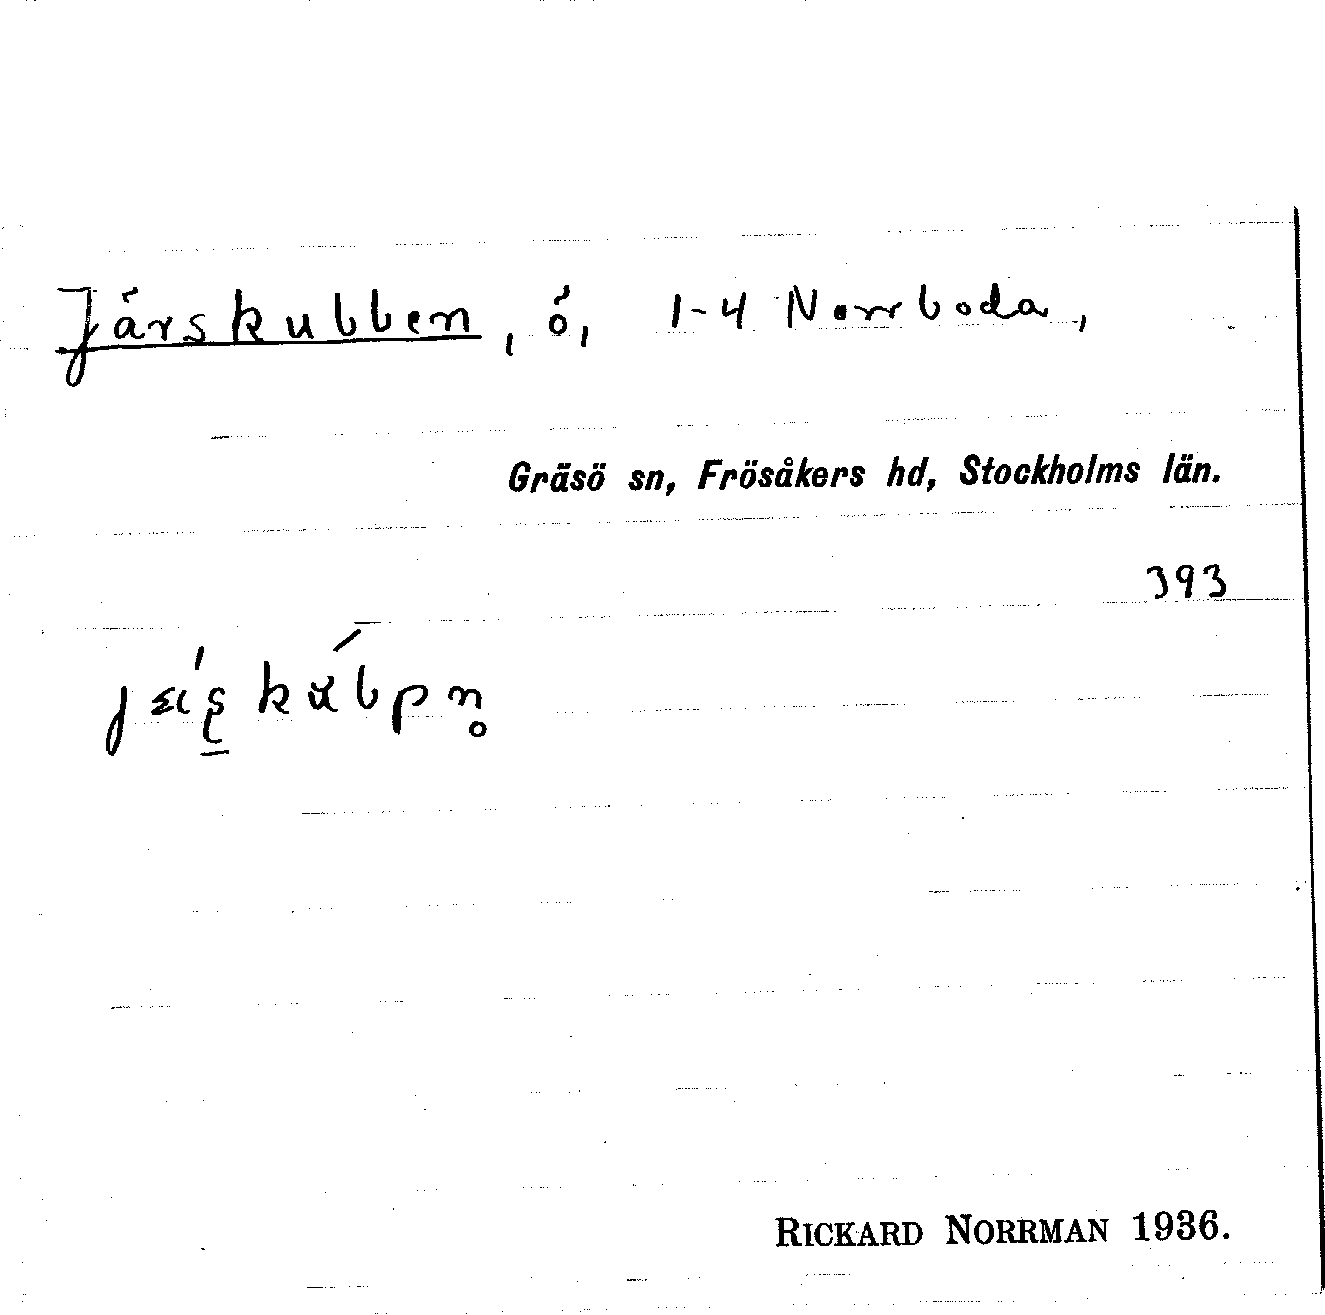 Järskubben, ö, 1-4 Norrboda,
Gräsö sn, Frösåkers hd, Stockholms län.
393
RICKARD NORRMAN 1936.